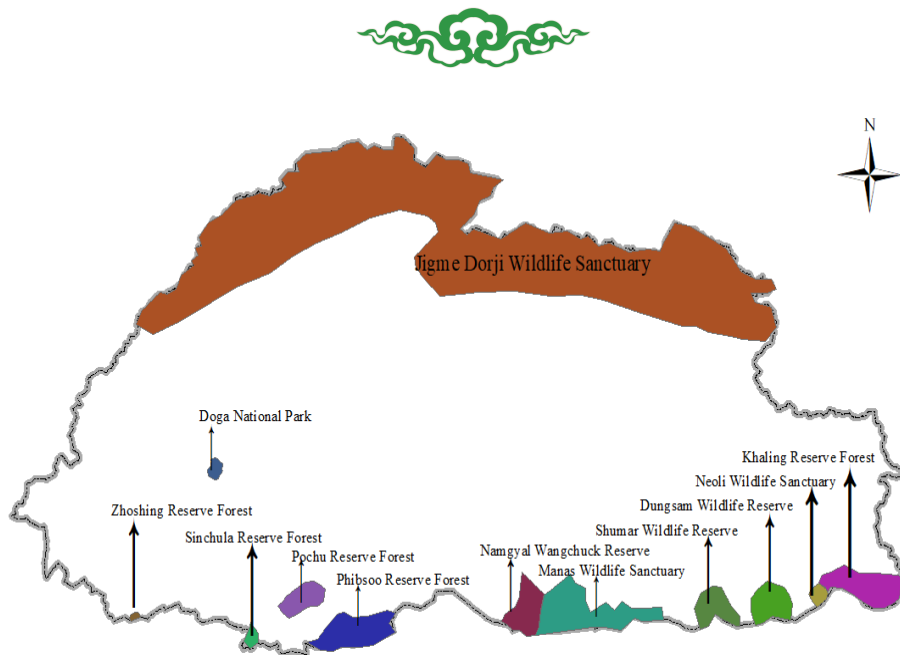 N
Jigme Dorji Wildlife Sanctuary
Doga National Park
Khaling Reserve Forest
Neoli Wildlife Sanctuary
Dungsam Wildlife Reserve
Zhoshing Reserve Forest
Shumar Wildlife Reserve
Sinchula Reserve Forest
Namgyal Wangchuck Reserve
Pochu Reserve Forest
Manas Wildlife Sanctuary
Phibsoo Reserve Forest